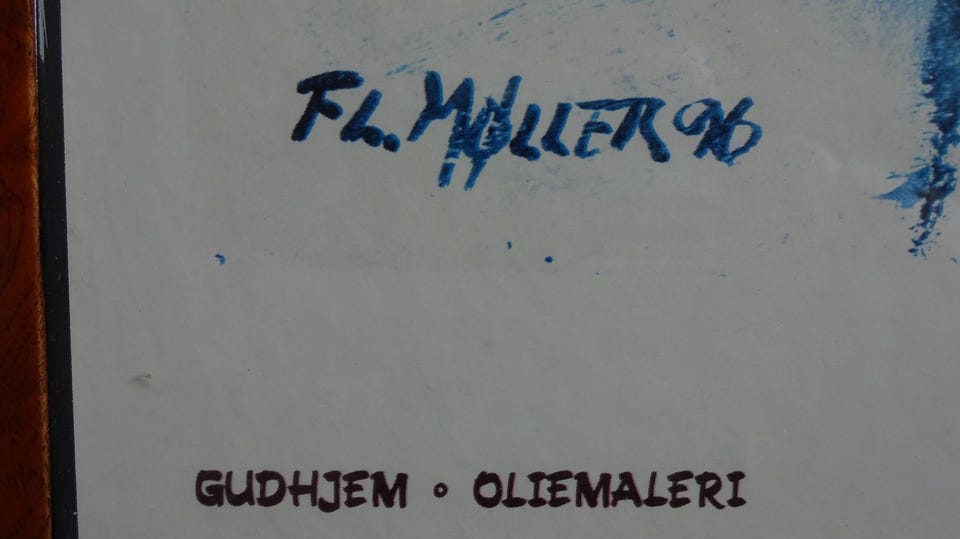 FL. MØLLER 96
GUDHJEM ∘ OLIEMALERI